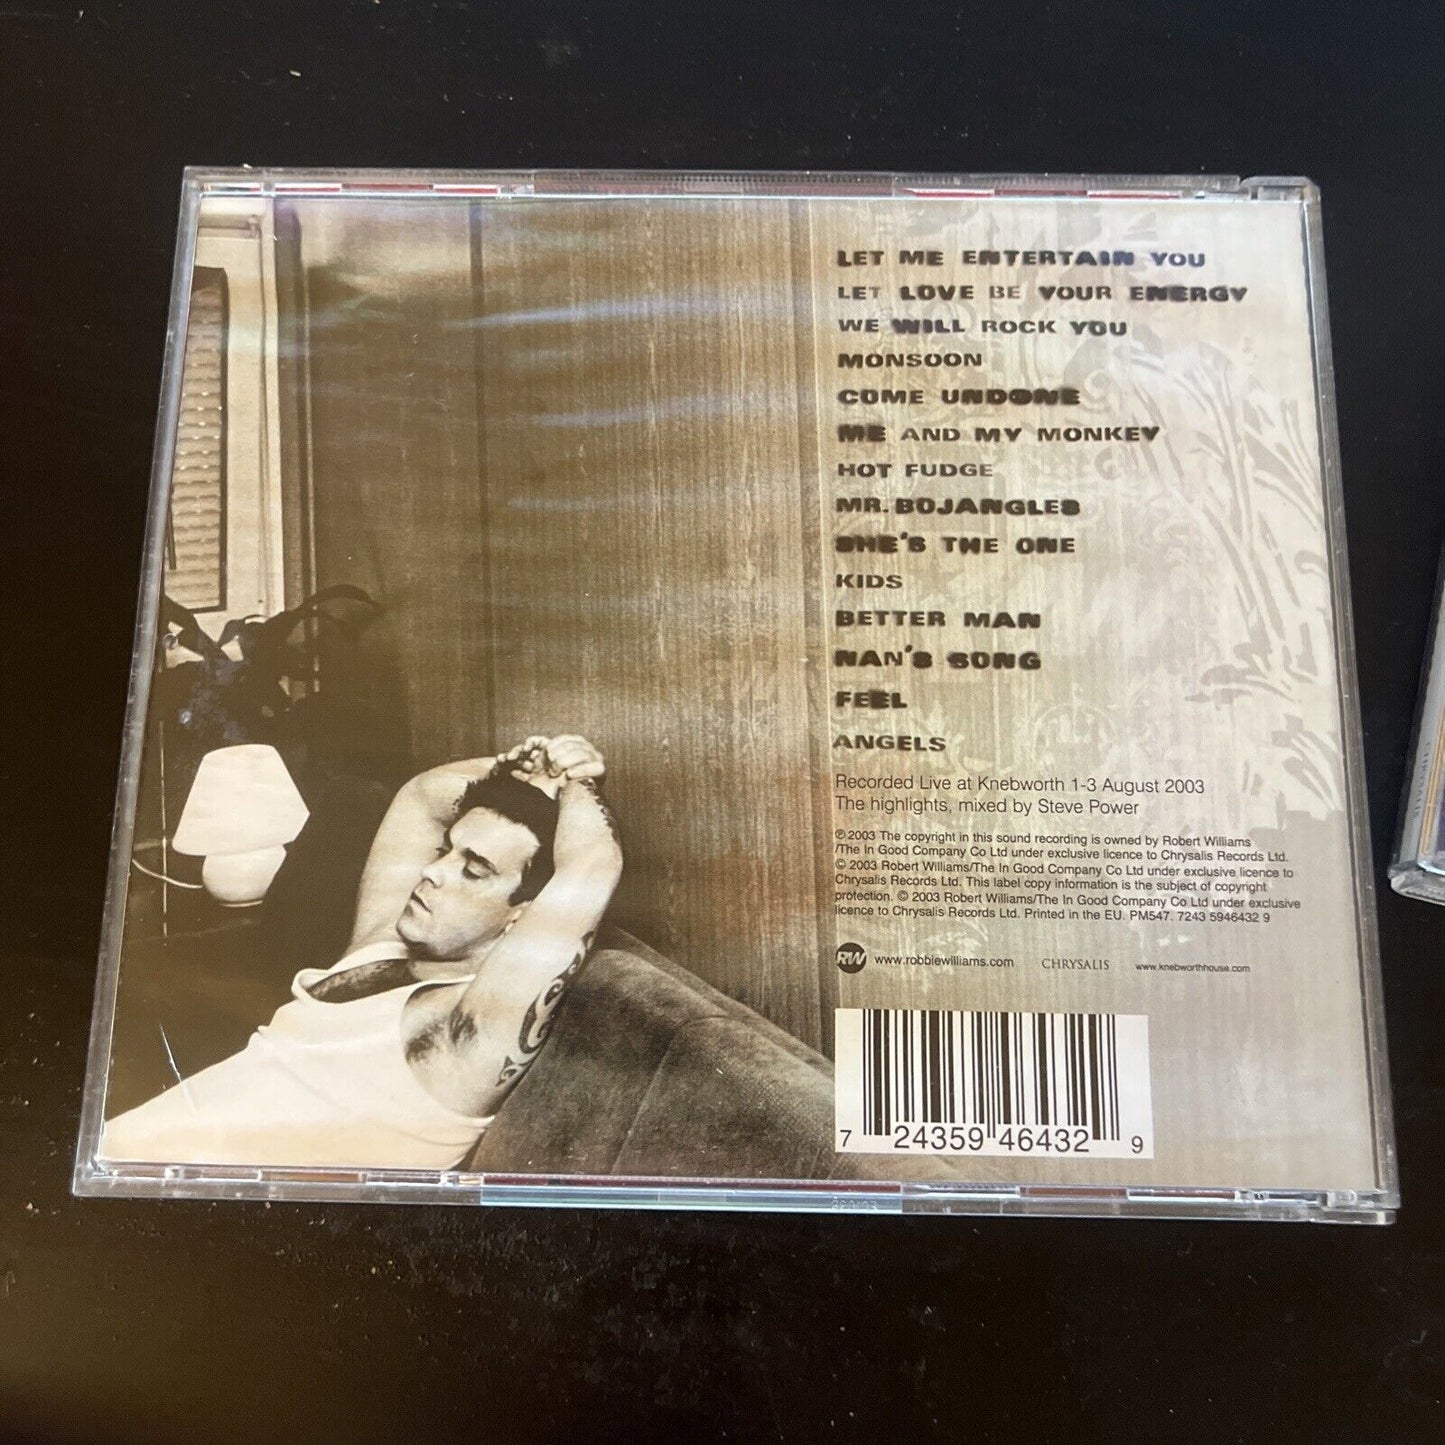 LET ME ENTERTAIN YOU
LET LOVE BE YOUR ENERGY
WE WILL ROCK YOU
MONSOON
COME UNDONE
ME AND MY MONKEY
HOT FUDGE
MR. BOJANGLES
SHE'S THE ONE
KIDS
BETTER MAN
NAN'S SONG
FEEL
ANGELS
Recorded Live at Knebworth 1-3 August 2003
The highlights, mixed by Steve Power
℗ 2003 The copyright in this sound recording is owned by Robert Williams
/The In Good Company Co Ltd under exclusive licence to Chrysalis Records Ltd.
© 2003 Robert Williams/The In Good Company Co Ltd under exclusive licence to
Chrysalis Records Ltd. This label copy information is the subject of copyright
protection. © 2003 Robert Williams/The In Good Company Co Ltd under exclusive
licence to Chrysalis Records Ltd. Printed in the EU. PM547. 7243 5946432 9
RW www.robbiewilliams.com CHRYSALIS www.knebworthhouse.com
7 24359 46432 9